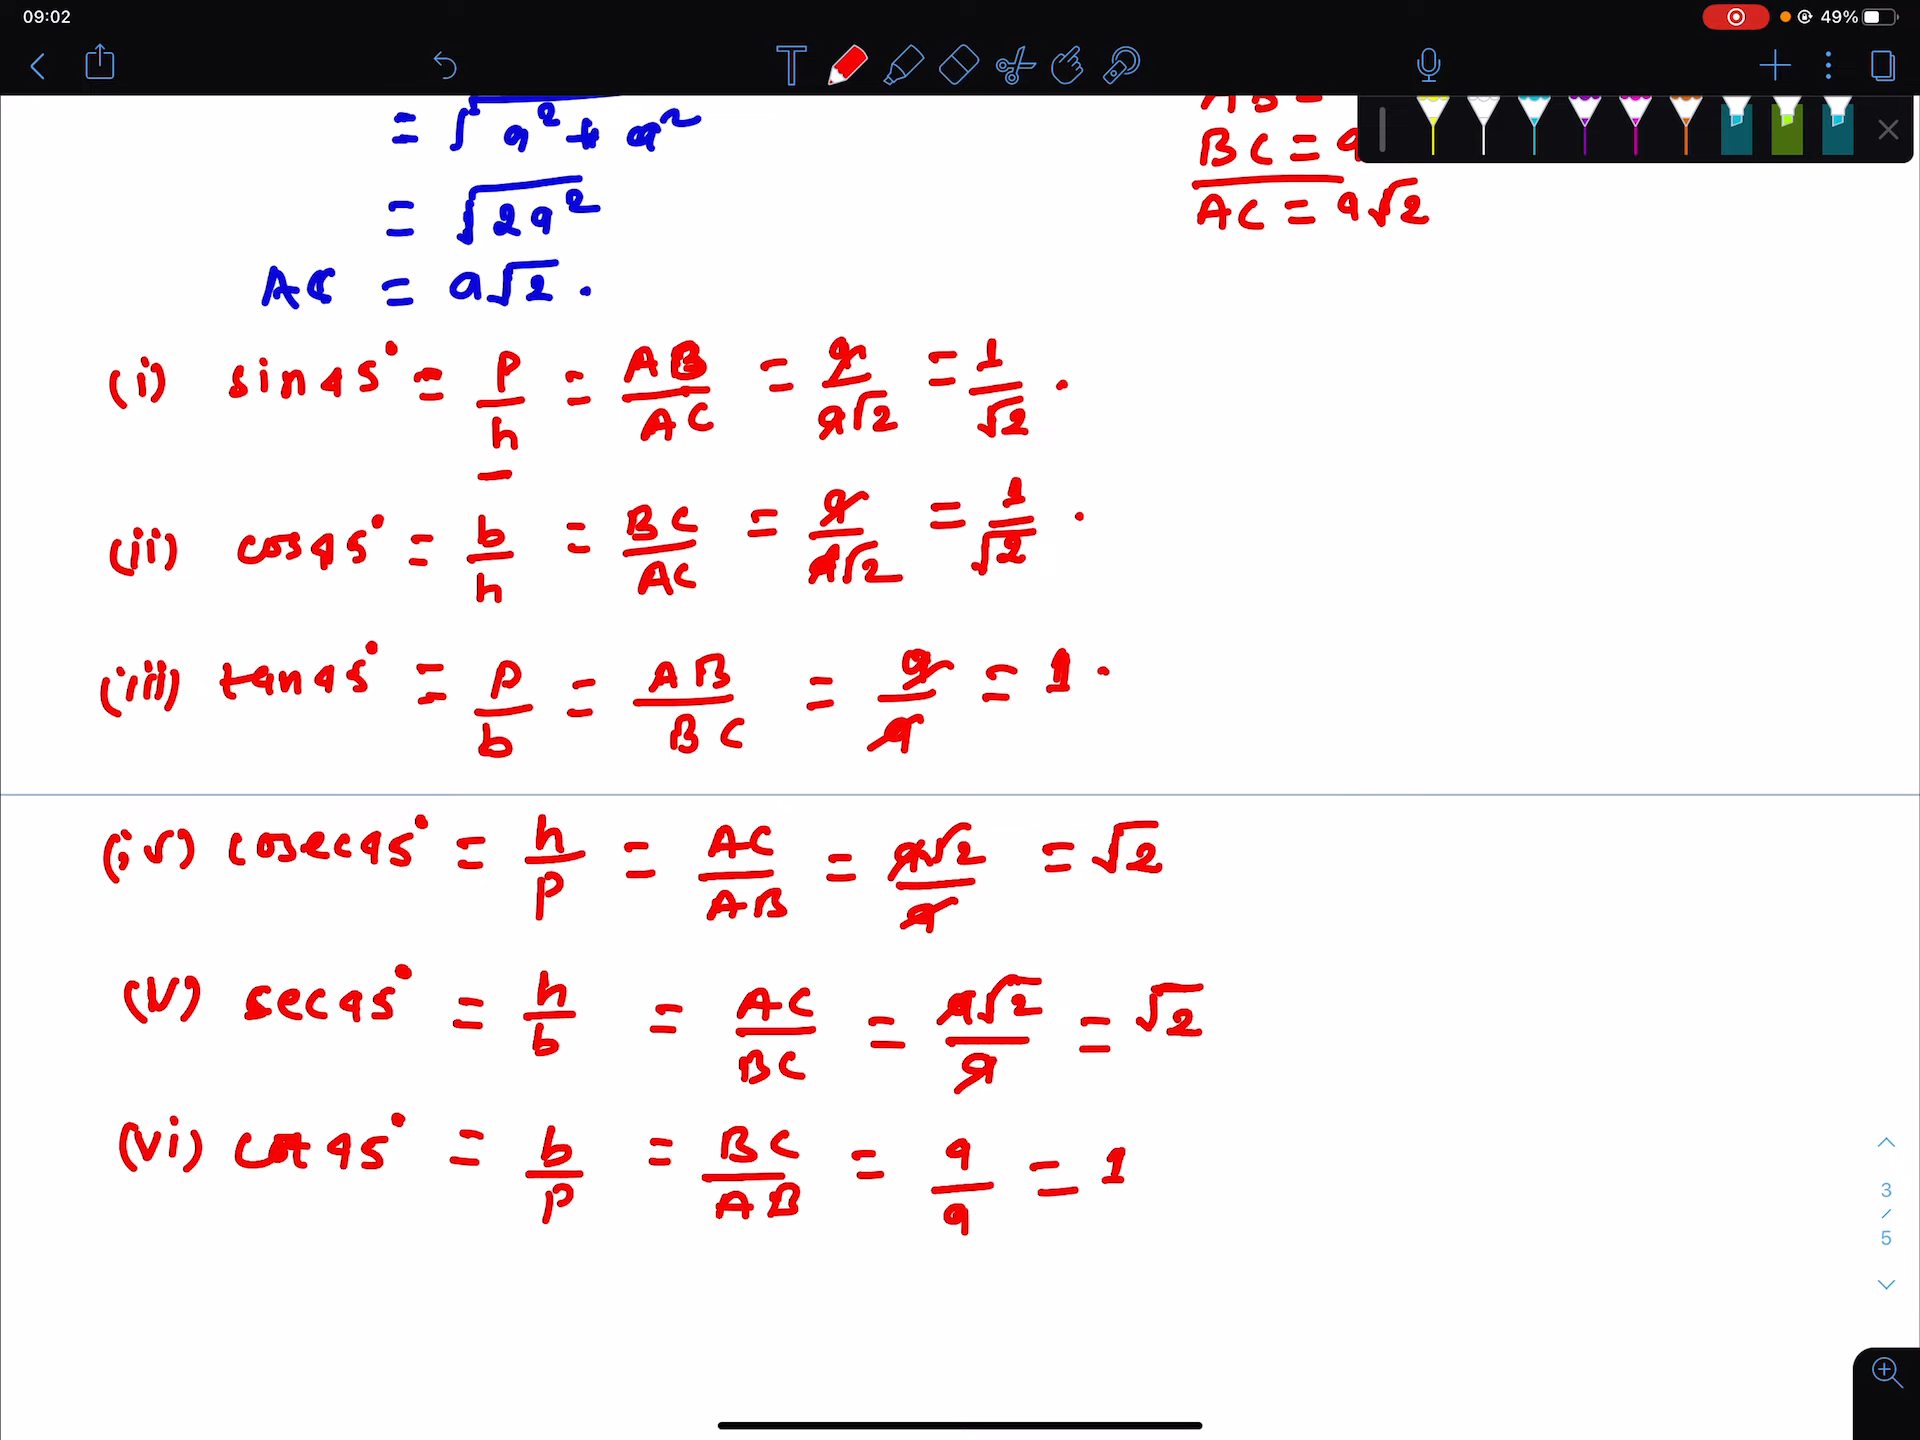 09:02 49%
= √a² + a²
AB =
BC = a
= √2a²
AC = a√2
AC = a√2 .
(i) sin45° = p/h = AB/AC = a/a√2 = 1/√2 .
(ii) cos45° = b/h = BC/AC = a/a√2 = 1/√2 .
(iii) tan45° = p/b = AB/BC = a/a = 1 .
(iv) cosec45° = h/p = AC/AB = a√2/a = √2
(v) sec45° = h/b = AC/BC = a√2/a = √2
(vi) cot45° = b/p = BC/AB = a/a = 1
3
/
5